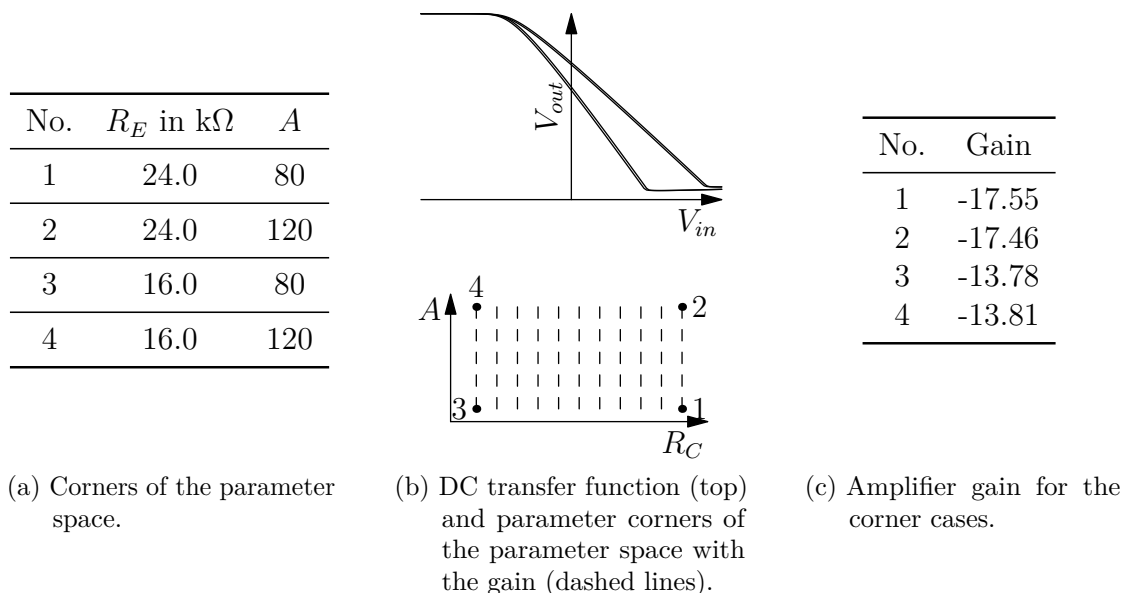 No. R_E in kΩ A
1 24.0 80
2 24.0 120
3 16.0 80
4 16.0 120
(a) Corners of the parameter
space.
V_out
V_in
A
4
2
3
1
R_C
(b) DC transfer function (top)
and parameter corners of
the parameter space with
the gain (dashed lines).
No. Gain
1 -17.55
2 -17.46
3 -13.78
4 -13.81
(c) Amplifier gain for the
corner cases.